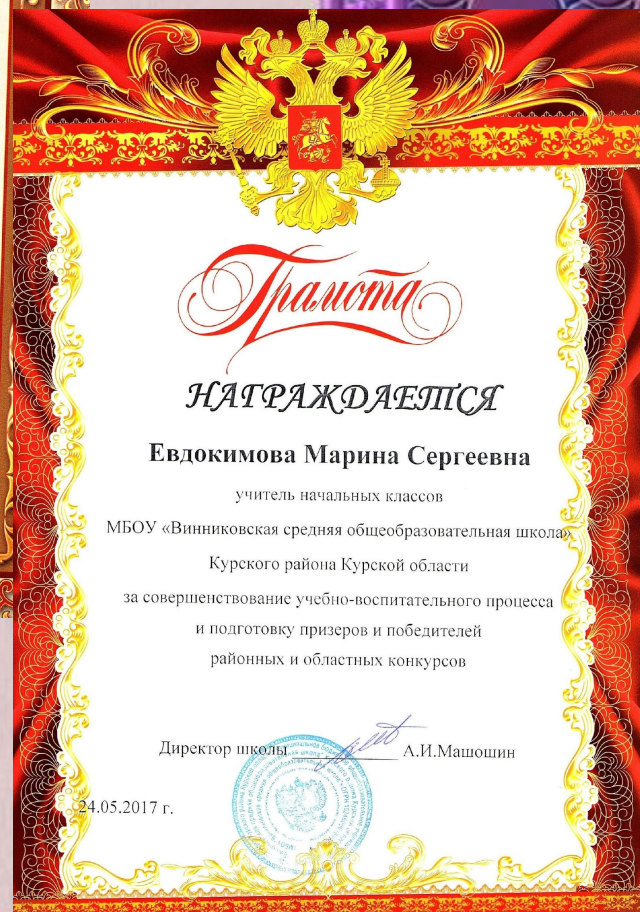 Грамота
НАГРАЖДАЕТСЯ
Евдокимова Марина Сергеевна
учитель начальных классов
МБОУ «Винниковская средняя общеобразовательная школа»
Курского района Курской области
за совершенствование учебно-воспитательного процесса
и подготовку призеров и победителей
районных и областных конкурсов
Директор школы ____________ А.И.Машошин
24.05.2017 г.